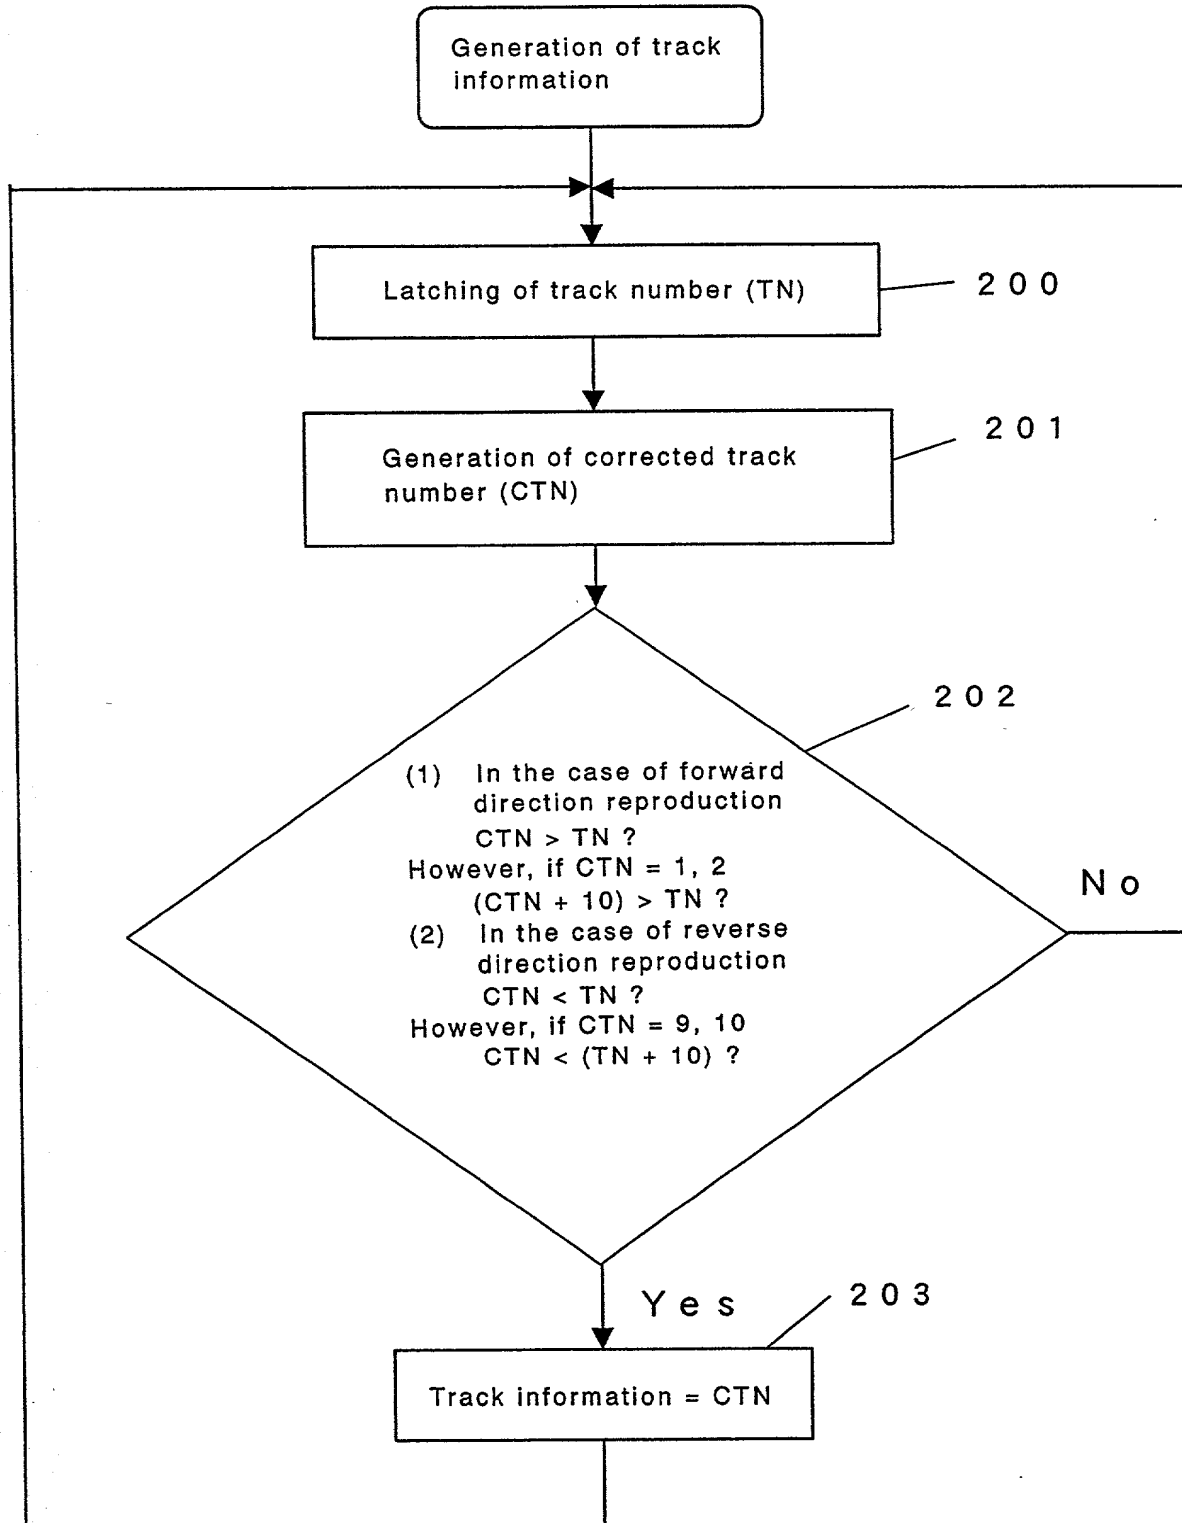 Generation of track
information
Latching of track number (TN)
200
Generation of corrected track
number (CTN)
201
202
(1) In the case of forward
direction reproduction
CTN > TN ?
However, if CTN = 1, 2
(CTN + 10) > TN ?
(2) In the case of reverse
direction reproduction
CTN < TN ?
However, if CTN = 9, 10
CTN < (TN + 10) ?
No
Yes
203
Track information = CTN